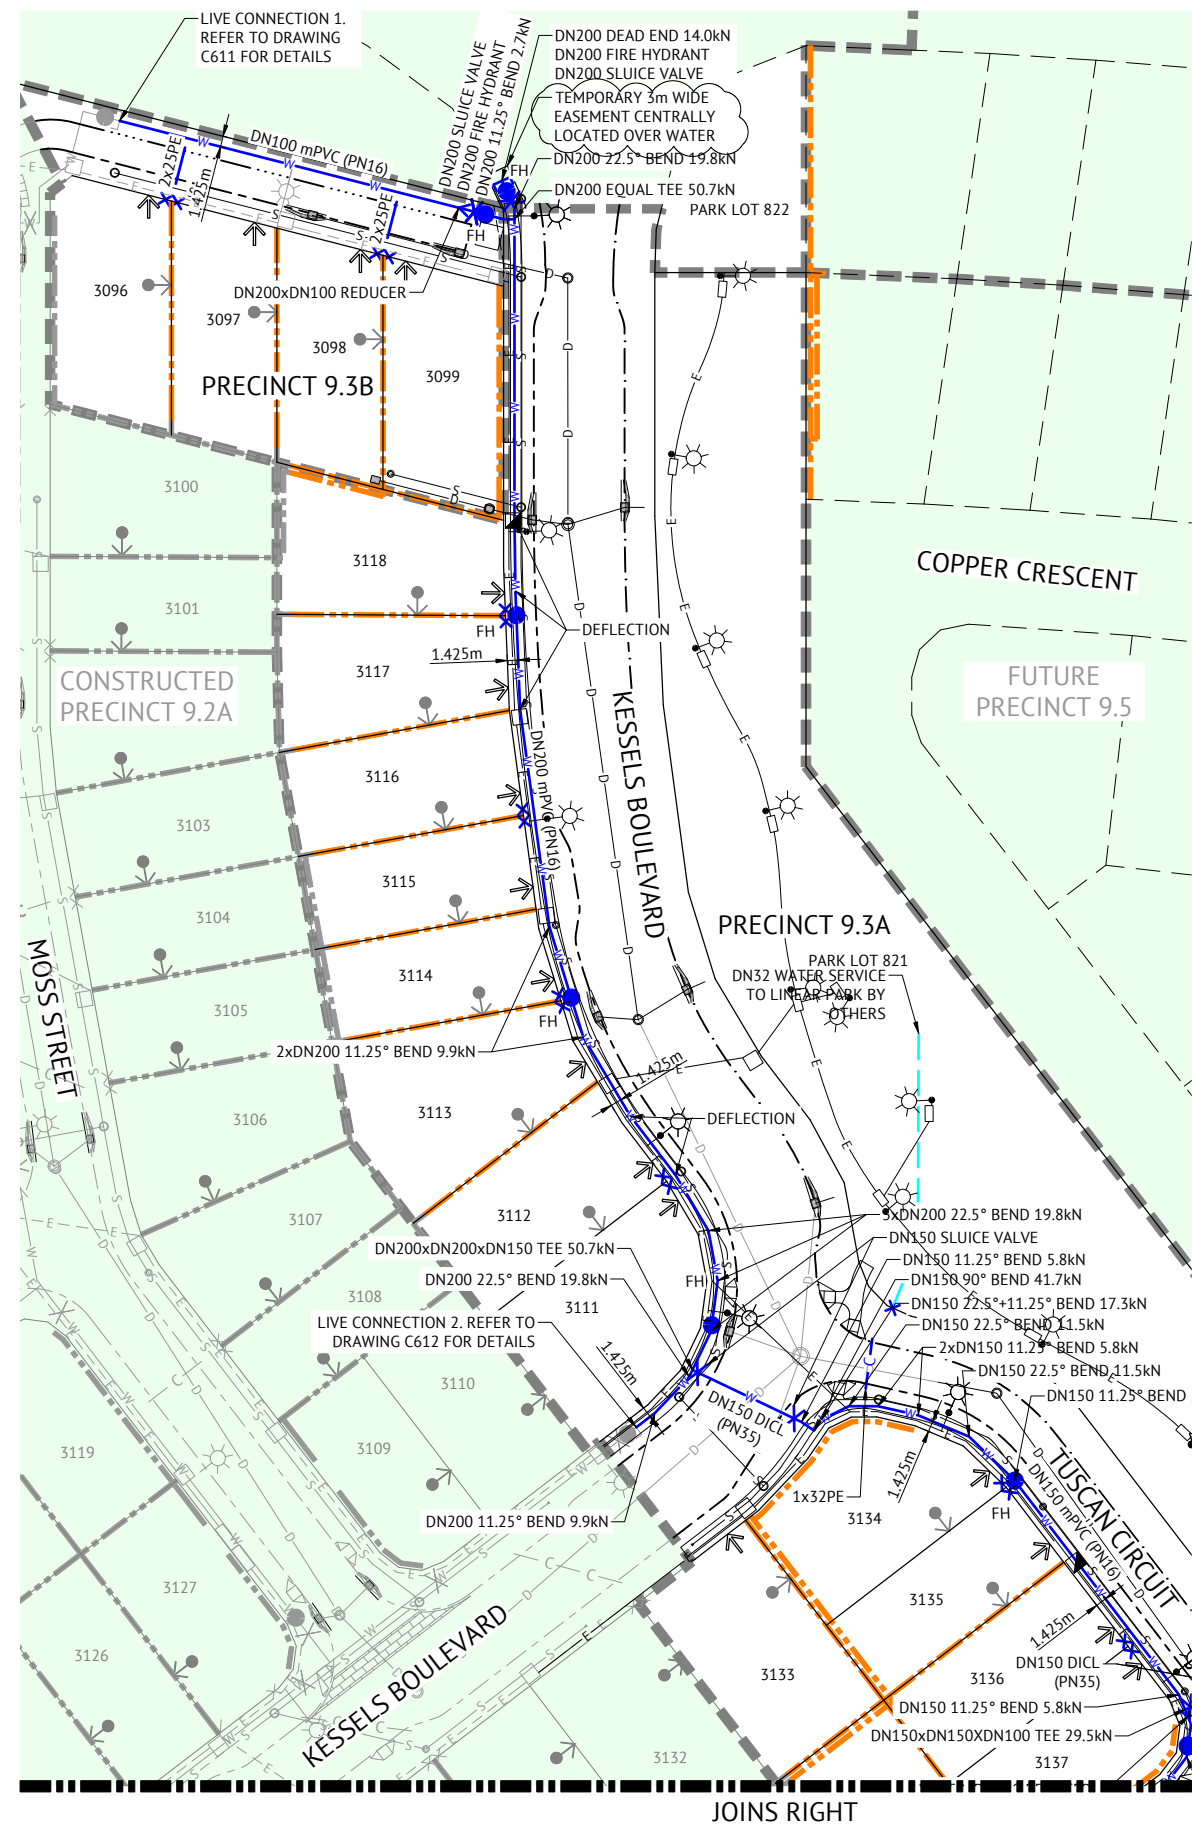 LIVE CONNECTION 1.
REFER TO DRAWING
C611 FOR DETAILS
DN200 SLUICE VALVE
DN200 FIRE HYDRANT
DN200 11.25° BEND 2.7kN
DN200 DEAD END 14.0kN
DN200 FIRE HYDRANT
DN200 SLUICE VALVE
TEMPORARY 3m WIDE
EASEMENT CENTRALLY
LOCATED OVER WATER
DN200 22.5° BEND 19.8kN
DN200 EQUAL TEE 50.7kN
PARK LOT 822
DN100 mPVC (PN16)
2x25PE
1.425m
2x25PE
FH
FH
DN200xDN100 REDUCER
3096
3097
3098
3099
PRECINCT 9.3B
3100
3101
3118
COPPER CRESCENT
FH
DEFLECTION
1.425m
3117
CONSTRUCTED
PRECINCT 9.2A
FUTURE
PRECINCT 9.5
KESSELS BOULEVARD
DN200 mPVC (PN16)
3116
3103
3115
3104
PRECINCT 9.3A
PARK LOT 821
DN32 WATER SERVICE
TO LINEAR PARK BY
OTHERS
3114
3105
MOSS STREET
FH
2xDN200 11.25° BEND 9.9kN
1.425m
3113
3106
DEFLECTION
3112
3107
3xDN200 22.5° BEND 19.8kN
DN150 SLUICE VALVE
DN200xDN200xDN150 TEE 50.7kN
DN150 11.25° BEND 5.8kN
DN200 22.5° BEND 19.8kN
FH
DN150 90° BEND 41.7kN
3108
3111
DN150 22.5°+11.25° BEND 17.3kN
LIVE CONNECTION 2. REFER TO
DRAWING C612 FOR DETAILS
DN150 22.5° BEND 11.5kN
2xDN150 11.25° BEND 5.8kN
1.425m
DN150 22.5° BEND 11.5kN
3110
DN150 11.25° BEND
DN150 DICL
(PN35)
3109
3119
1.425m
TUSCAN CIRCUIT
DN150 mPVC (PN16)
1x32PE
3134
FH
DN200 11.25° BEND 9.9kN
3127
3135
3126
KESSELS BOULEVARD
1.425m
3133
3136
DN150 DICL
(PN35)
DN150 11.25° BEND 5.8kN
DN150xDN150XDN100 TEE 29.5kN
3132
3137
JOINS RIGHT